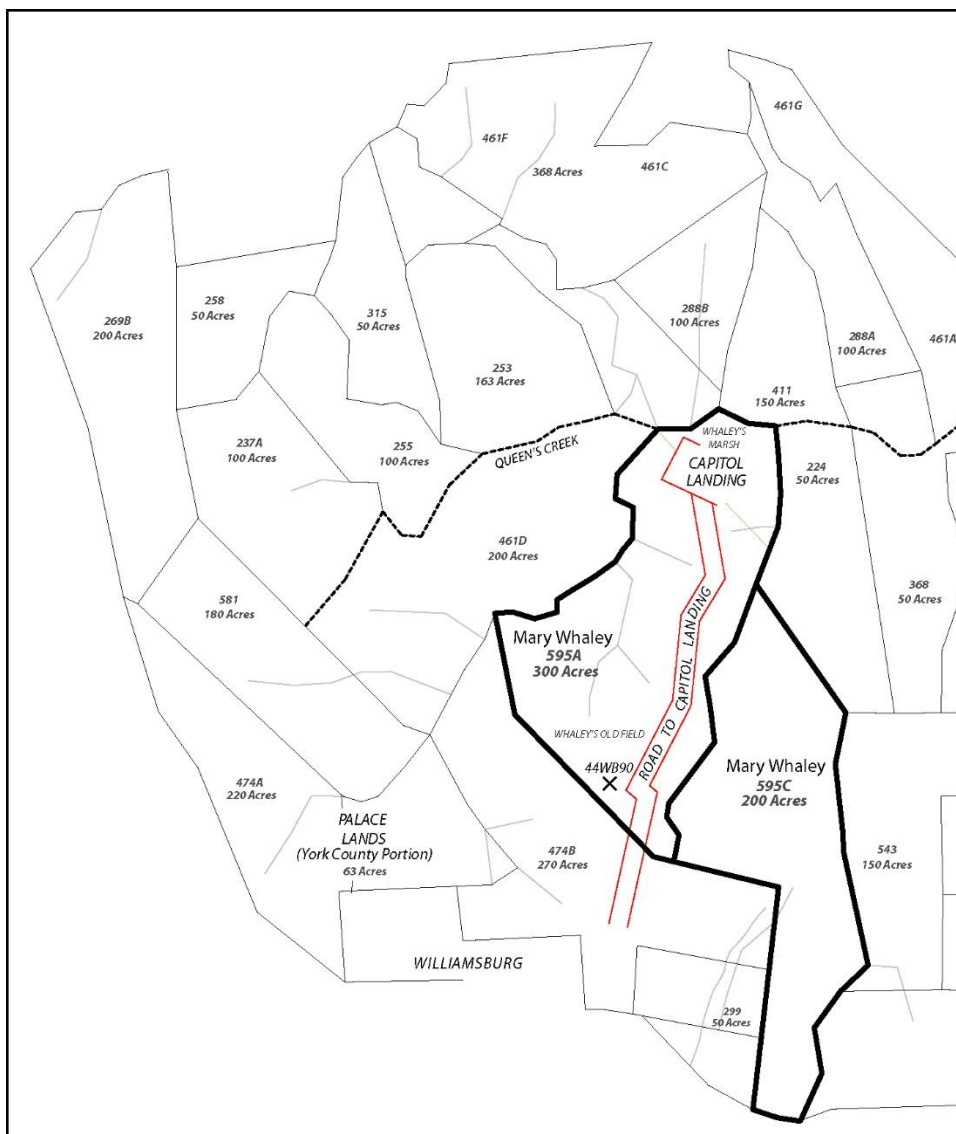 461G
461F
368 Acres
461C
269B
200 Acres
258
50 Acres
315
50 Acres
288B
100 Acres
288A
100 Acres
461A
253
163 Acres
411
150 Acres
237A
100 Acres
255
100 Acres
QUEEN'S CREEK
WHALEY'S
MARSH
CAPITOL
LANDING
224
50 Acres
461D
200 Acres
581
180 Acres
368
50 Acres
Mary Whaley
595A
300 Acres
ROAD TO CAPITOL LANDING
WHALEY'S OLD FIELD
44WB90
Mary Whaley
595C
200 Acres
474A
220 Acres
PALACE
LANDS
(York County Portion)
63 Acres
474B
270 Acres
543
150 Acres
WILLIAMSBURG
299
50 Acres